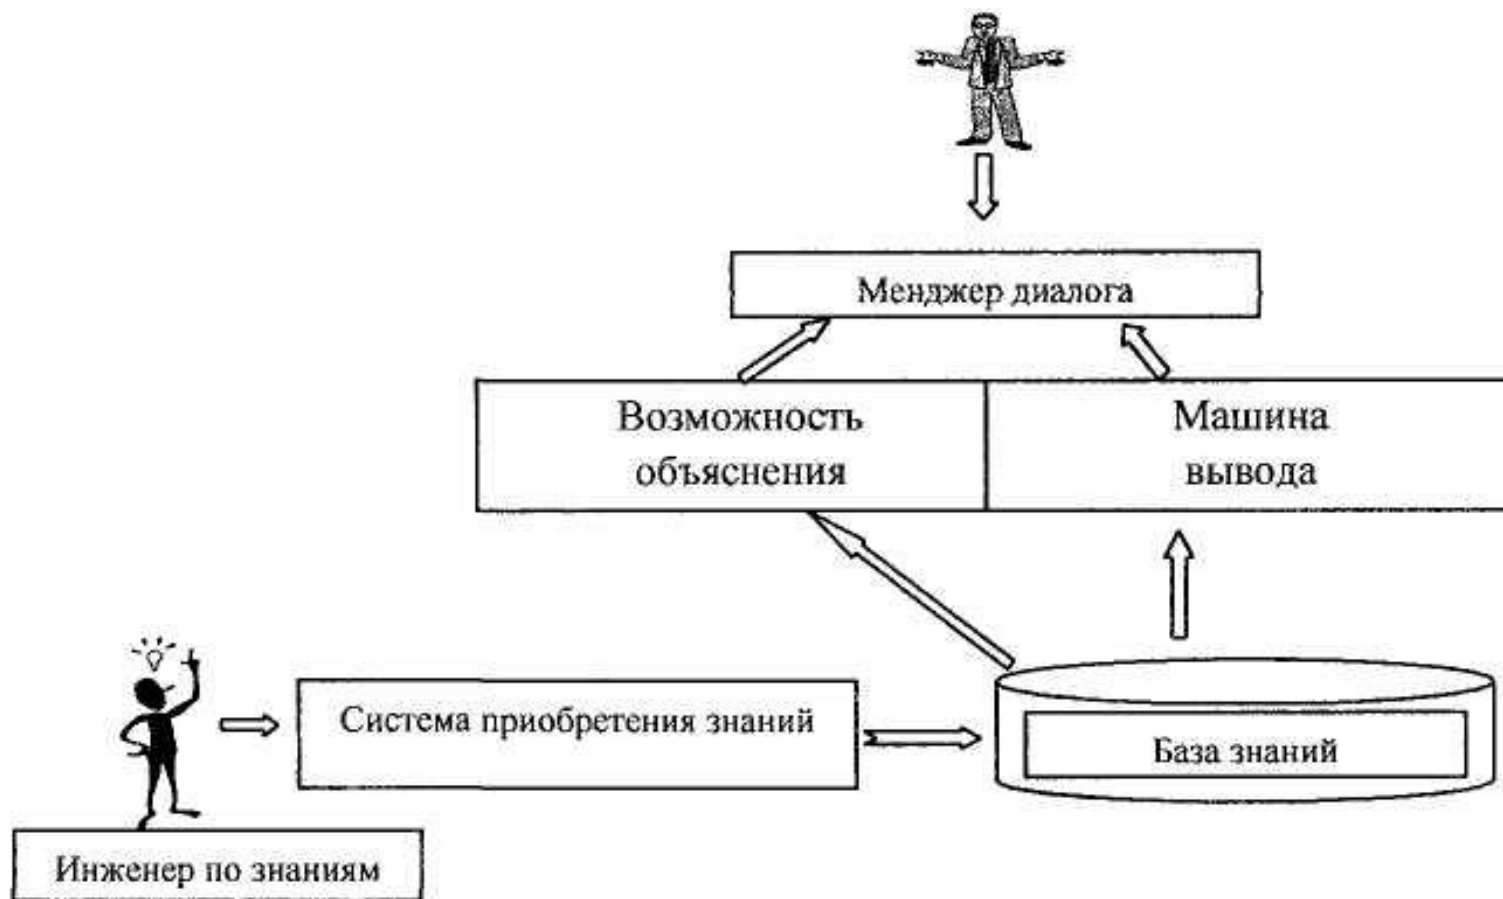 Менджер диалога
Возможность
объяснения
Машина
вывода
Система приобретения знаний
База знаний
Инженер по знаниям